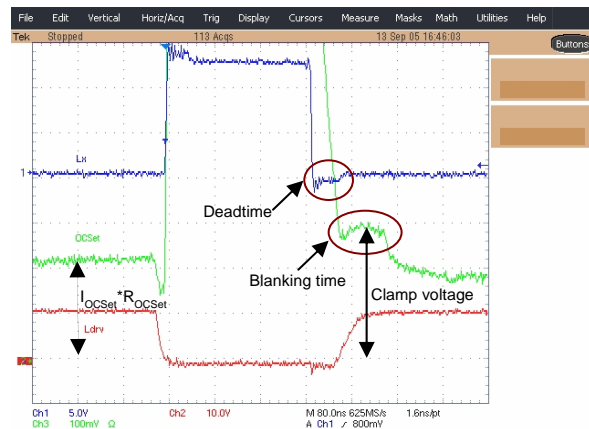 File Edit Vertical Horiz/Acq Trig Display Cursors Measure Masks Math Utilities Help
Tek Stopped 113 Acqs 13 Sep 05 16:46:03 Buttons
1
Lx
Deadtime
OCSet
Blanking time
Clamp voltage
IOCSet*ROCSet
Ldrv
2
Ch1 5.0V Ch2 10.0V M 80.0ns 625MS/s 1.6ns/pt
Ch3 100mV Ω A Ch1 ∕ 800mV